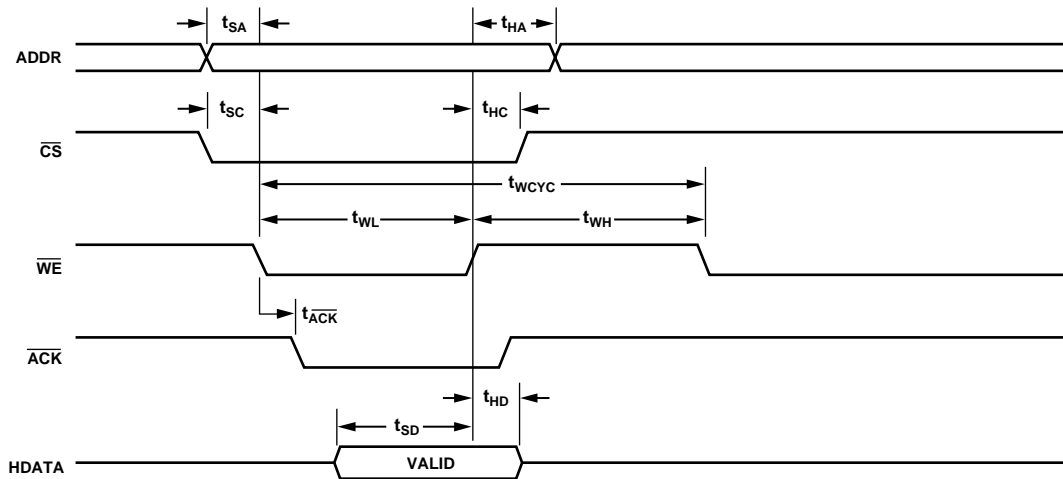 tSA
tHA
ADDR
tSC
tHC
CS
tWCYC
tWL
tWH
WE
tACK
ACK
tHD
tSD
HDATA
VALID